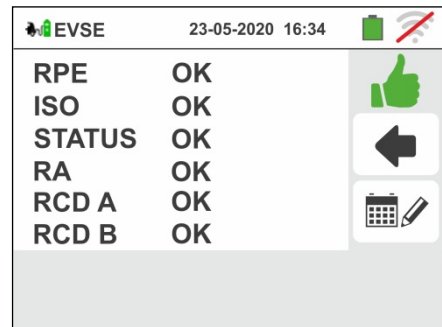 EVSE 23-05-2020 16:34
RPE OK
ISO OK
STATUS OK
RA OK
RCD A OK
RCD B OK